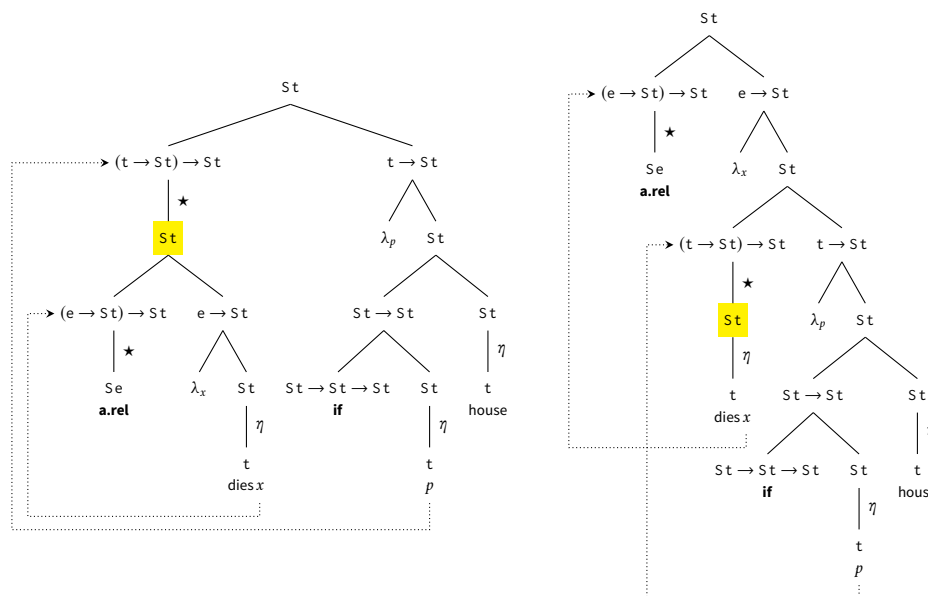 St
(t → St) → St t → St
★
St λp St
(e → St) → St e → St St → St St
★ η
Se λx St St → St → St St t
a.rel if house
η η
t t
dies x p
St
(e → St) → St e → St
★
Se λx St
a.rel
(t → St) → St t → St
★
St λp St
η
t St → St St
dies x
St → St → St St t
if hous
η
t
p